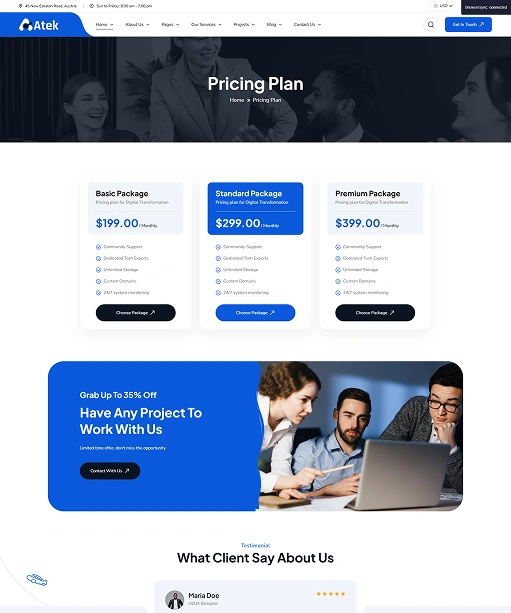 45 New Eskaton Road, Austria
Sun to Friday: 8.00 am - 7.00 pm
USD
Browsersync: connected
Atek
Home
About Us
Pages
Our Services
Projects
Blog
Contact Us
Get In Touch
Pricing Plan
Home » Pricing Plan
Basic Package
Pricing plan for Digital Transformation
$199.00 / Monthly
Community Support
Dedicated Tech Experts
Unlimited Storage
Custom Domains
24/7 system monitoring
Choose Package
Standard Package
Pricing plan for Digital Transformation
$299.00 / Monthly
Community Support
Dedicated Tech Experts
Unlimited Storage
Custom Domains
24/7 system monitoring
Choose Package
Premium Package
Pricing plan for Digital Transformation
$399.00 / Monthly
Community Support
Dedicated Tech Experts
Unlimited Storage
Custom Domains
24/7 system monitoring
Choose Package
Grab Up To 35% Off
Have Any Project To
Work With Us
Limited time offer, don't miss the opportunity
Contact With Us
Testimonial
What Client Say About Us
Maria Doe
UI/UX Designer